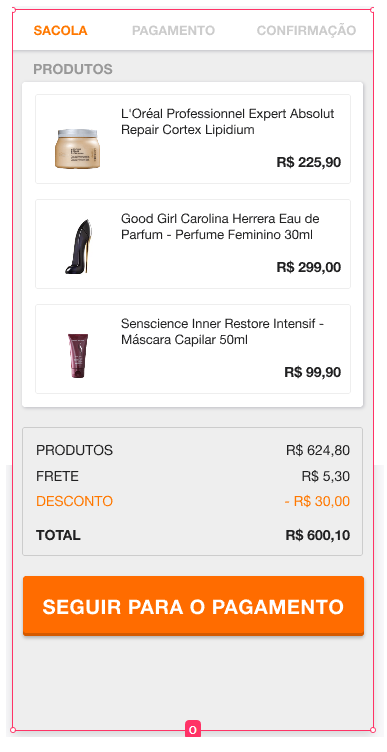 SACOLA PAGAMENTO CONFIRMAÇÃO
PRODUTOS
L'Oréal Professionnel Expert Absolut
Repair Cortex Lipidium
R$ 225,90
Good Girl Carolina Herrera Eau de
Parfum - Perfume Feminino 30ml
R$ 299,00
Senscience Inner Restore Intensif -
Máscara Capilar 50ml
R$ 99,90
PRODUTOS R$ 624,80
FRETE R$ 5,30
DESCONTO - R$ 30,00
TOTAL R$ 600,10
SEGUIR PARA O PAGAMENTO
0